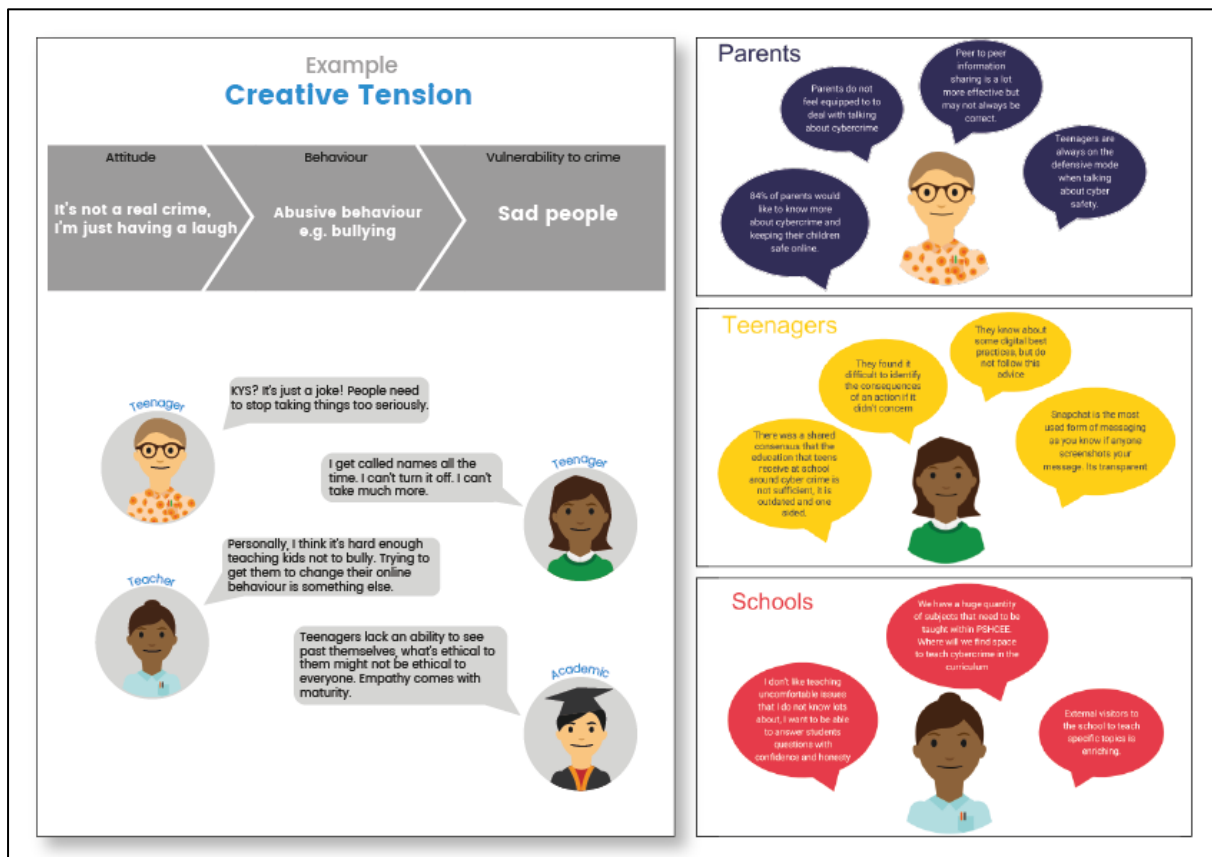 Example
Creative Tension
Attitude
It's not a real crime,
I'm just having a laugh
Behaviour
Abusive behaviour
e.g. bullying
Vulnerability to crime
Sad people
Teenager
KYS? It's just a joke! People need
to stop taking things too seriously.
Teenager
I get called names all the
time. I can't turn it off. I can't
take much more.
Teacher
Personally, I think it's hard enough
teaching kids not to bully. Trying to
get them to change their online
behaviour is something else.
Academic
Teenagers lack an ability to see
past themselves, what's ethical to
them might not be ethical to
everyone. Empathy comes with
maturity.
Parents
84% of parents would
like to know more
about cybercrime and
keeping their children
safe online.
Parents do not
feel equipped to to
deal with talking
about cybercrime
Peer to peer
information
sharing is a lot
more effective but
may not always be
correct.
Teenagers are
always on the
defensive mode
when talking
about cyber
safety.
Teenagers
There was a shared
consensus that the
education that teens
receive at school
around cyber crime is
not sufficient, it is
outdated and one
sided.
They found it
difficult to identify
the consequences
of an action if it
didn't concern
They know about
some digital best
practices, but do
not follow this
advice
Snapchat is the most
used form of messaging
as you know if anyone
screenshots your
message. Its transparent
Schools
I don't like teaching
uncomfortable issues
that I do not know lots
about, I want to be able
to answer students
questions with
confidence and honesty
We have a huge quantity
of subjects that need to be
taught within PSHCEE.
Where will we find space
to teach cybercrime in the
curriculum
External visitors to
the school to teach
specific topics is
enriching.